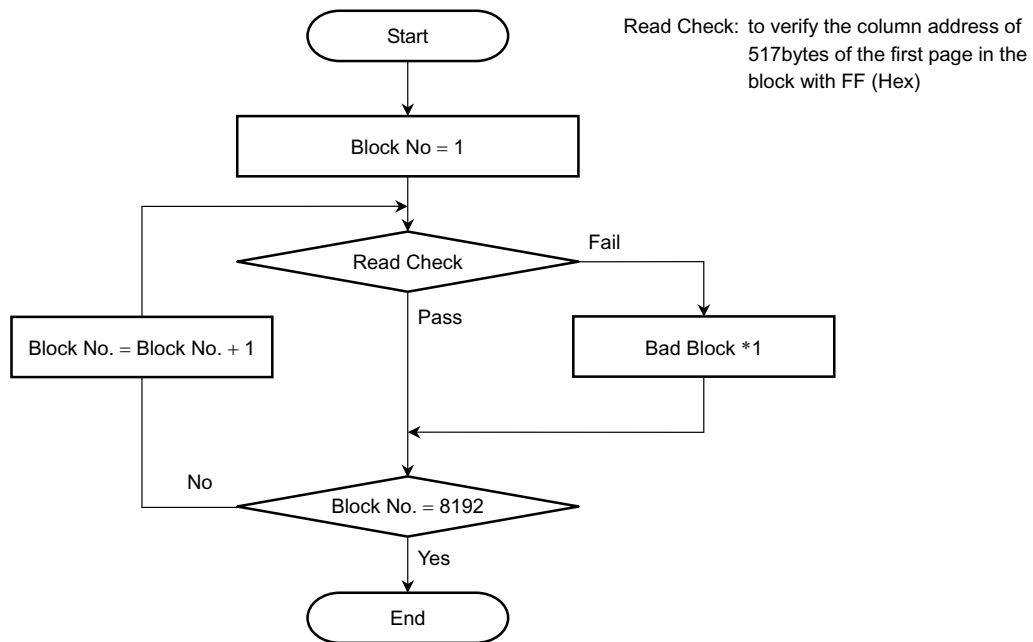 Start
Read Check: to verify the column address of
517bytes of the first page in the
block with FF (Hex)
Block No = 1
Read Check
Fail
Pass
Block No. = Block No. + 1
Bad Block *1
No
Block No. = 8192
Yes
End